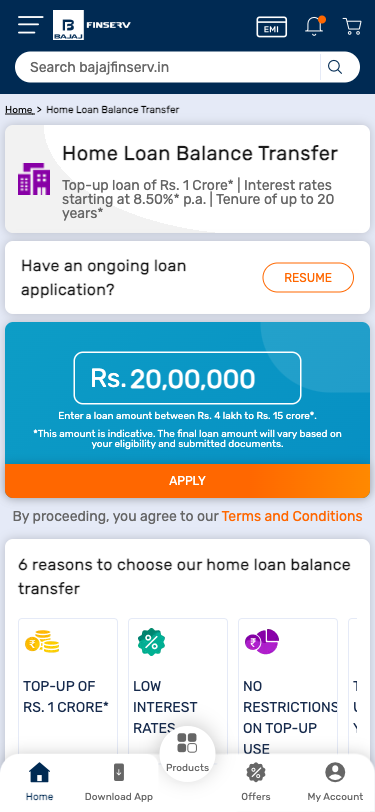 BAJAJ
FINSERV
EMI
Search bajajfinserv.in
Home > Home Loan Balance Transfer
Home Loan Balance Transfer
Top-up loan of Rs. 1 Crore* | Interest rates
starting at 8.50%* p.a. | Tenure of up to 20
years*
Have an ongoing loan
application?
RESUME
Rs. 20,00,000
Enter a loan amount between Rs. 4 lakh to Rs. 15 crore*.
*This amount is indicative. The final loan amount will vary based on
your eligibility and submitted documents.
APPLY
By proceeding, you agree to our Terms and Conditions
6 reasons to choose our home loan balance
transfer
TOP-UP OF
RS. 1 CRORE*
LOW
INTEREST
RATES
NO
RESTRICTIONS
ON TOP-UP
USE
Home
Download App
Products
Offers
My Account